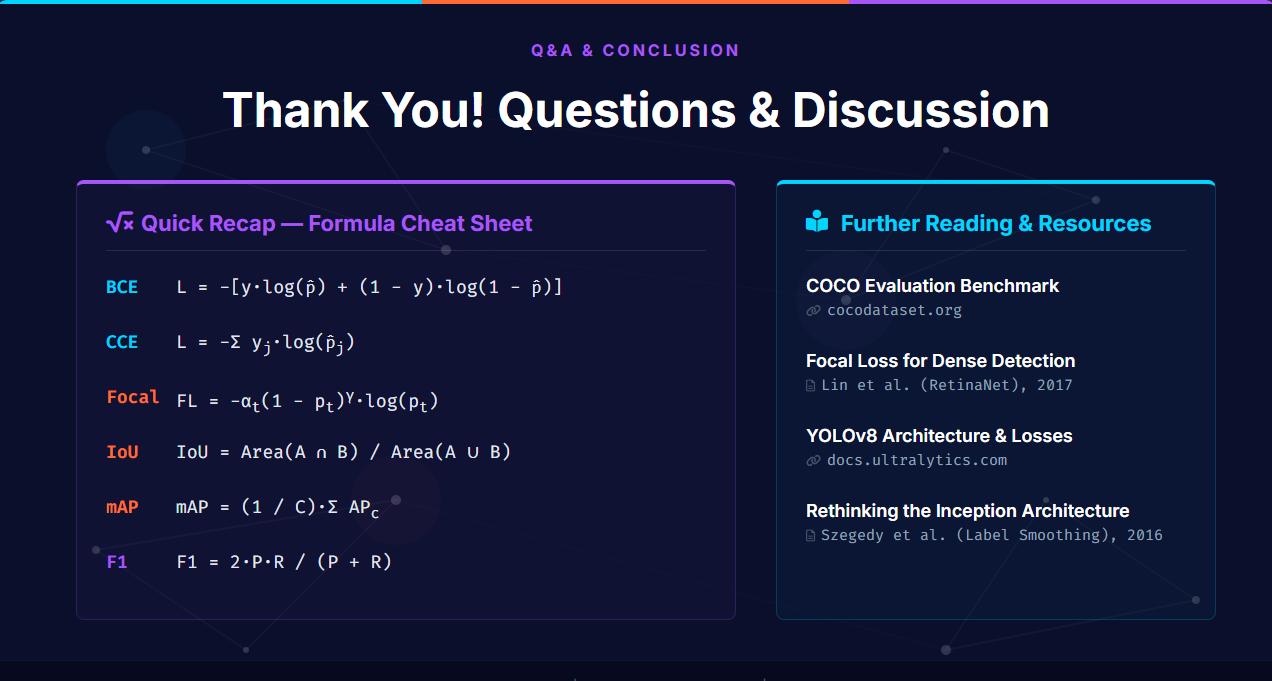 Q&A & CONCLUSION
Thank You! Questions & Discussion
Quick Recap — Formula Cheat Sheet
BCE L = −[y·log(p̂) + (1 − y)·log(1 − p̂)]
CCE L = −Σ yⱼ·log(p̂ⱼ)
Focal FL = −αₜ(1 − pₜ)ᵞ·log(pₜ)
IoU IoU = Area(A ∩ B) / Area(A ∪ B)
mAP mAP = (1 / C)·Σ AP_c
F1 F1 = 2·P·R / (P + R)
Further Reading & Resources
COCO Evaluation Benchmark
cocodataset.org
Focal Loss for Dense Detection
Lin et al. (RetinaNet), 2017
YOLOv8 Architecture & Losses
docs.ultralytics.com
Rethinking the Inception Architecture
Szegedy et al. (Label Smoothing), 2016